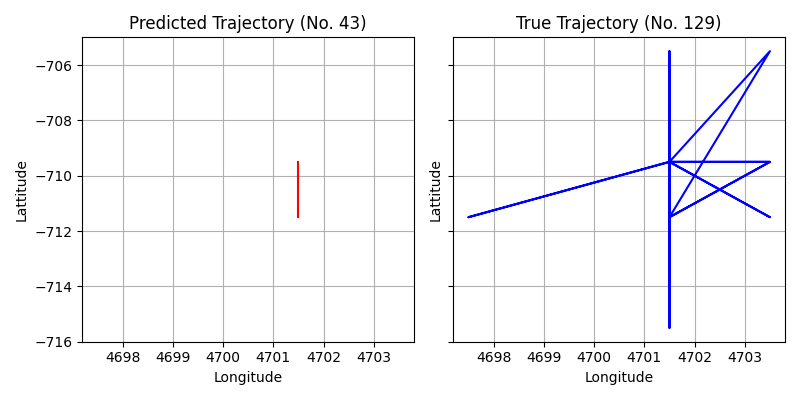 Predicted Trajectory (No. 43)
True Trajectory (No. 129)
−706
−708
−710
−712
−714
−716
Lattitude
Lattitude
4698 4699 4700 4701 4702 4703
4698 4699 4700 4701 4702 4703
Longitude
Longitude